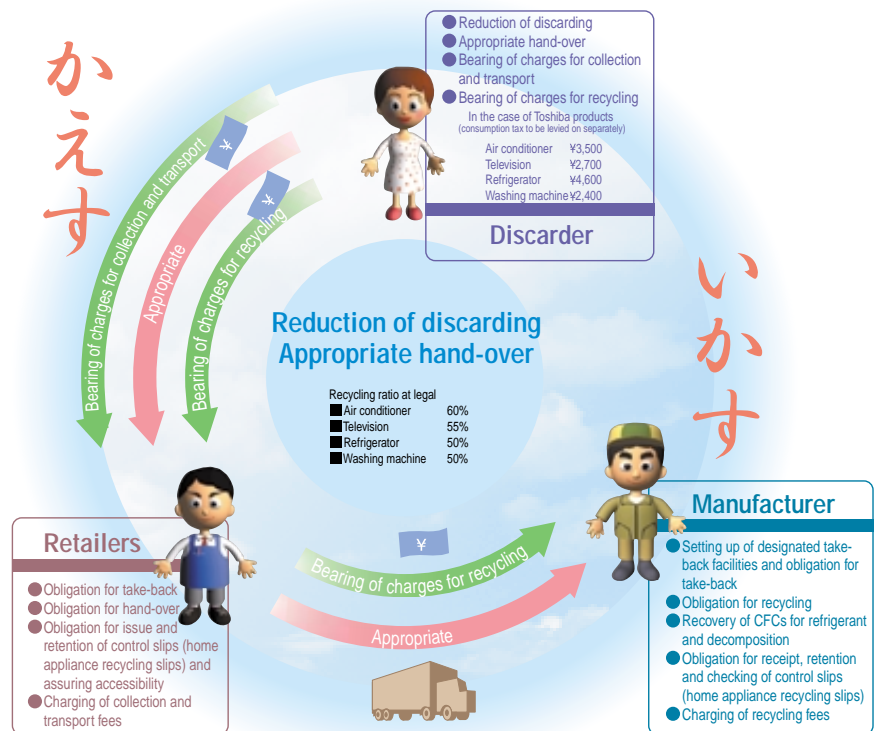 かえす
● Reduction of discarding
● Appropriate hand-over
● Bearing of charges for collection
and transport
● Bearing of charges for recycling
In the case of Toshiba products
(consumption tax to be levied on separately)
Air conditioner ¥3,500
Television ¥2,700
Refrigerator ¥4,600
Washing machine ¥2,400
Discarder
¥
¥
Bearing of charges for collection and transport
Appropriate
Bearing of charges for recycling
いかす
Reduction of discarding
Appropriate hand-over
Recycling ratio at legal
■ Air conditioner 60%
■ Television 55%
■ Refrigerator 50%
■ Washing machine 50%
Retailers
● Obligation for take-back
● Obligation for hand-over
● Obligation for issue and
retention of control slips (home
appliance recycling slips) and
assuring accessibility
● Charging of collection and
transport fees
¥
Bearing of charges for recycling
Appropriate
Manufacturer
● Setting up of designated take-
back facilities and obligation for
take-back
● Obligation for recycling
● Recovery of CFCs for refrigerant
and decomposition
● Obligation for receipt, retention
and checking of control slips
(home appliance recycling slips)
● Charging of recycling fees